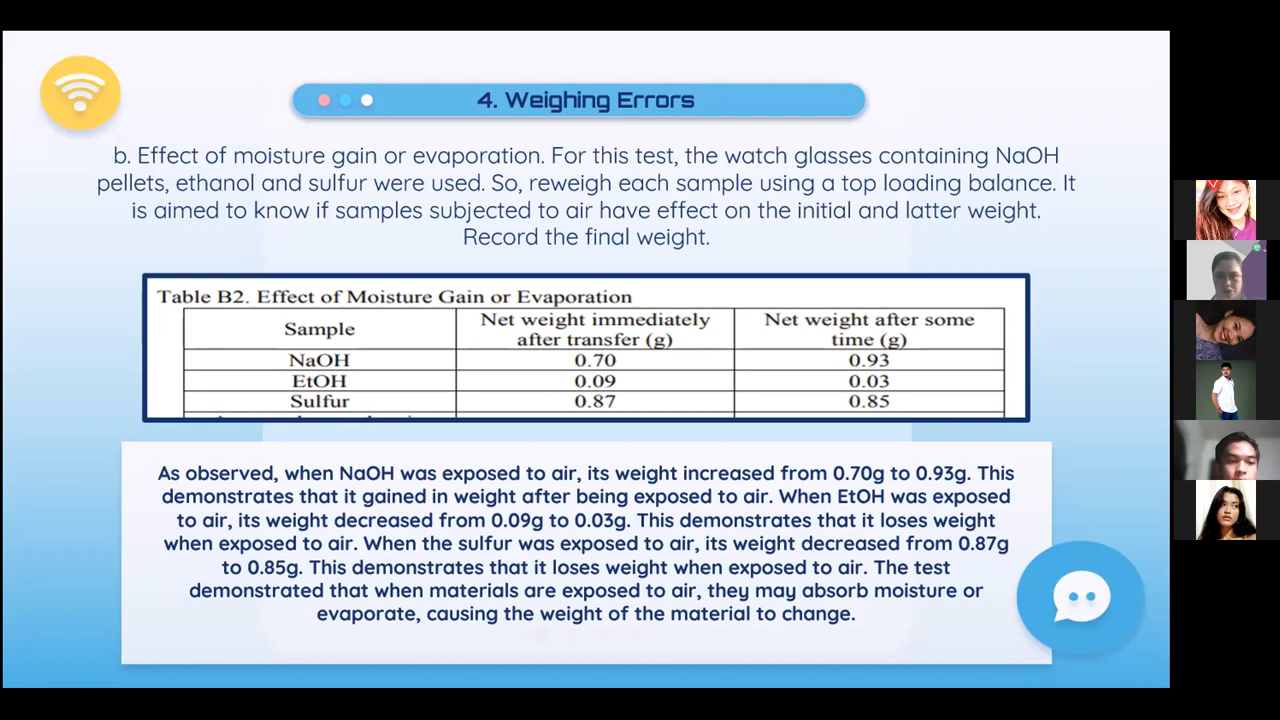 4. Weighing Errors
b. Effect of moisture gain or evaporation. For this test, the watch glasses containing NaOH
pellets, ethanol and sulfur were used. So, reweigh each sample using a top loading balance. It
is aimed to know if samples subjected to air have effect on the initial and latter weight.
Record the final weight.
Table B2. Effect of Moisture Gain or Evaporation
Sample | Net weight immediately after transfer (g) | Net weight after some time (g)
NaOH 0.70 0.93
EtOH 0.09 0.03
Sulfur 0.87 0.85
As observed, when NaOH was exposed to air, its weight increased from 0.70g to 0.93g. This
demonstrates that it gained in weight after being exposed to air. When EtOH was exposed
to air, its weight decreased from 0.09g to 0.03g. This demonstrates that it loses weight
when exposed to air. When the sulfur was exposed to air, its weight decreased from 0.87g
to 0.85g. This demonstrates that it loses weight when exposed to air. The test
demonstrated that when materials are exposed to air, they may absorb moisture or
evaporate, causing the weight of the material to change.